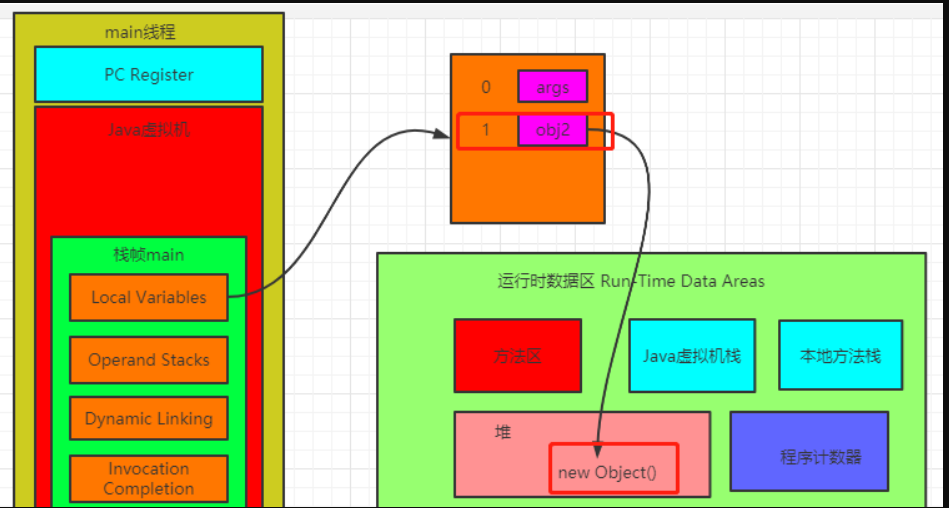 main线程
PC Register
Java虚拟机
栈帧main
Local Variables
Operand Stacks
Dynamic Linking
Invocation
Completion
0 args
1 obj2
运行时数据区 Run-Time Data Areas
方法区
Java虚拟机栈
本地方法栈
堆
new Object()
程序计数器